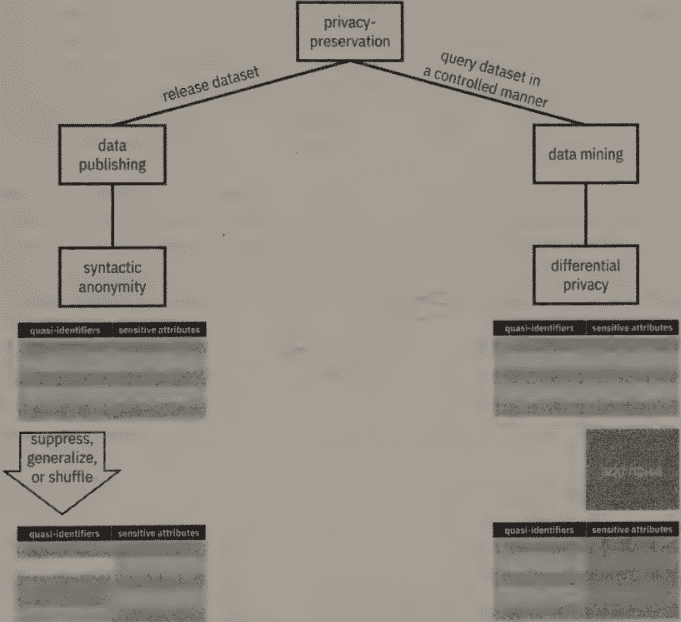 privacy-
preservation
release dataset
query dataset in
a controlled manner
data
publishing
data mining
syntactic
anonymity
differential
privacy
quasi-identifiers sensitive attributes
quasi-identifiers sensitive attributes
suppress,
generalize,
or shuffle
quasi-identifiers sensitive attributes
quasi-identifiers sensitive attributes